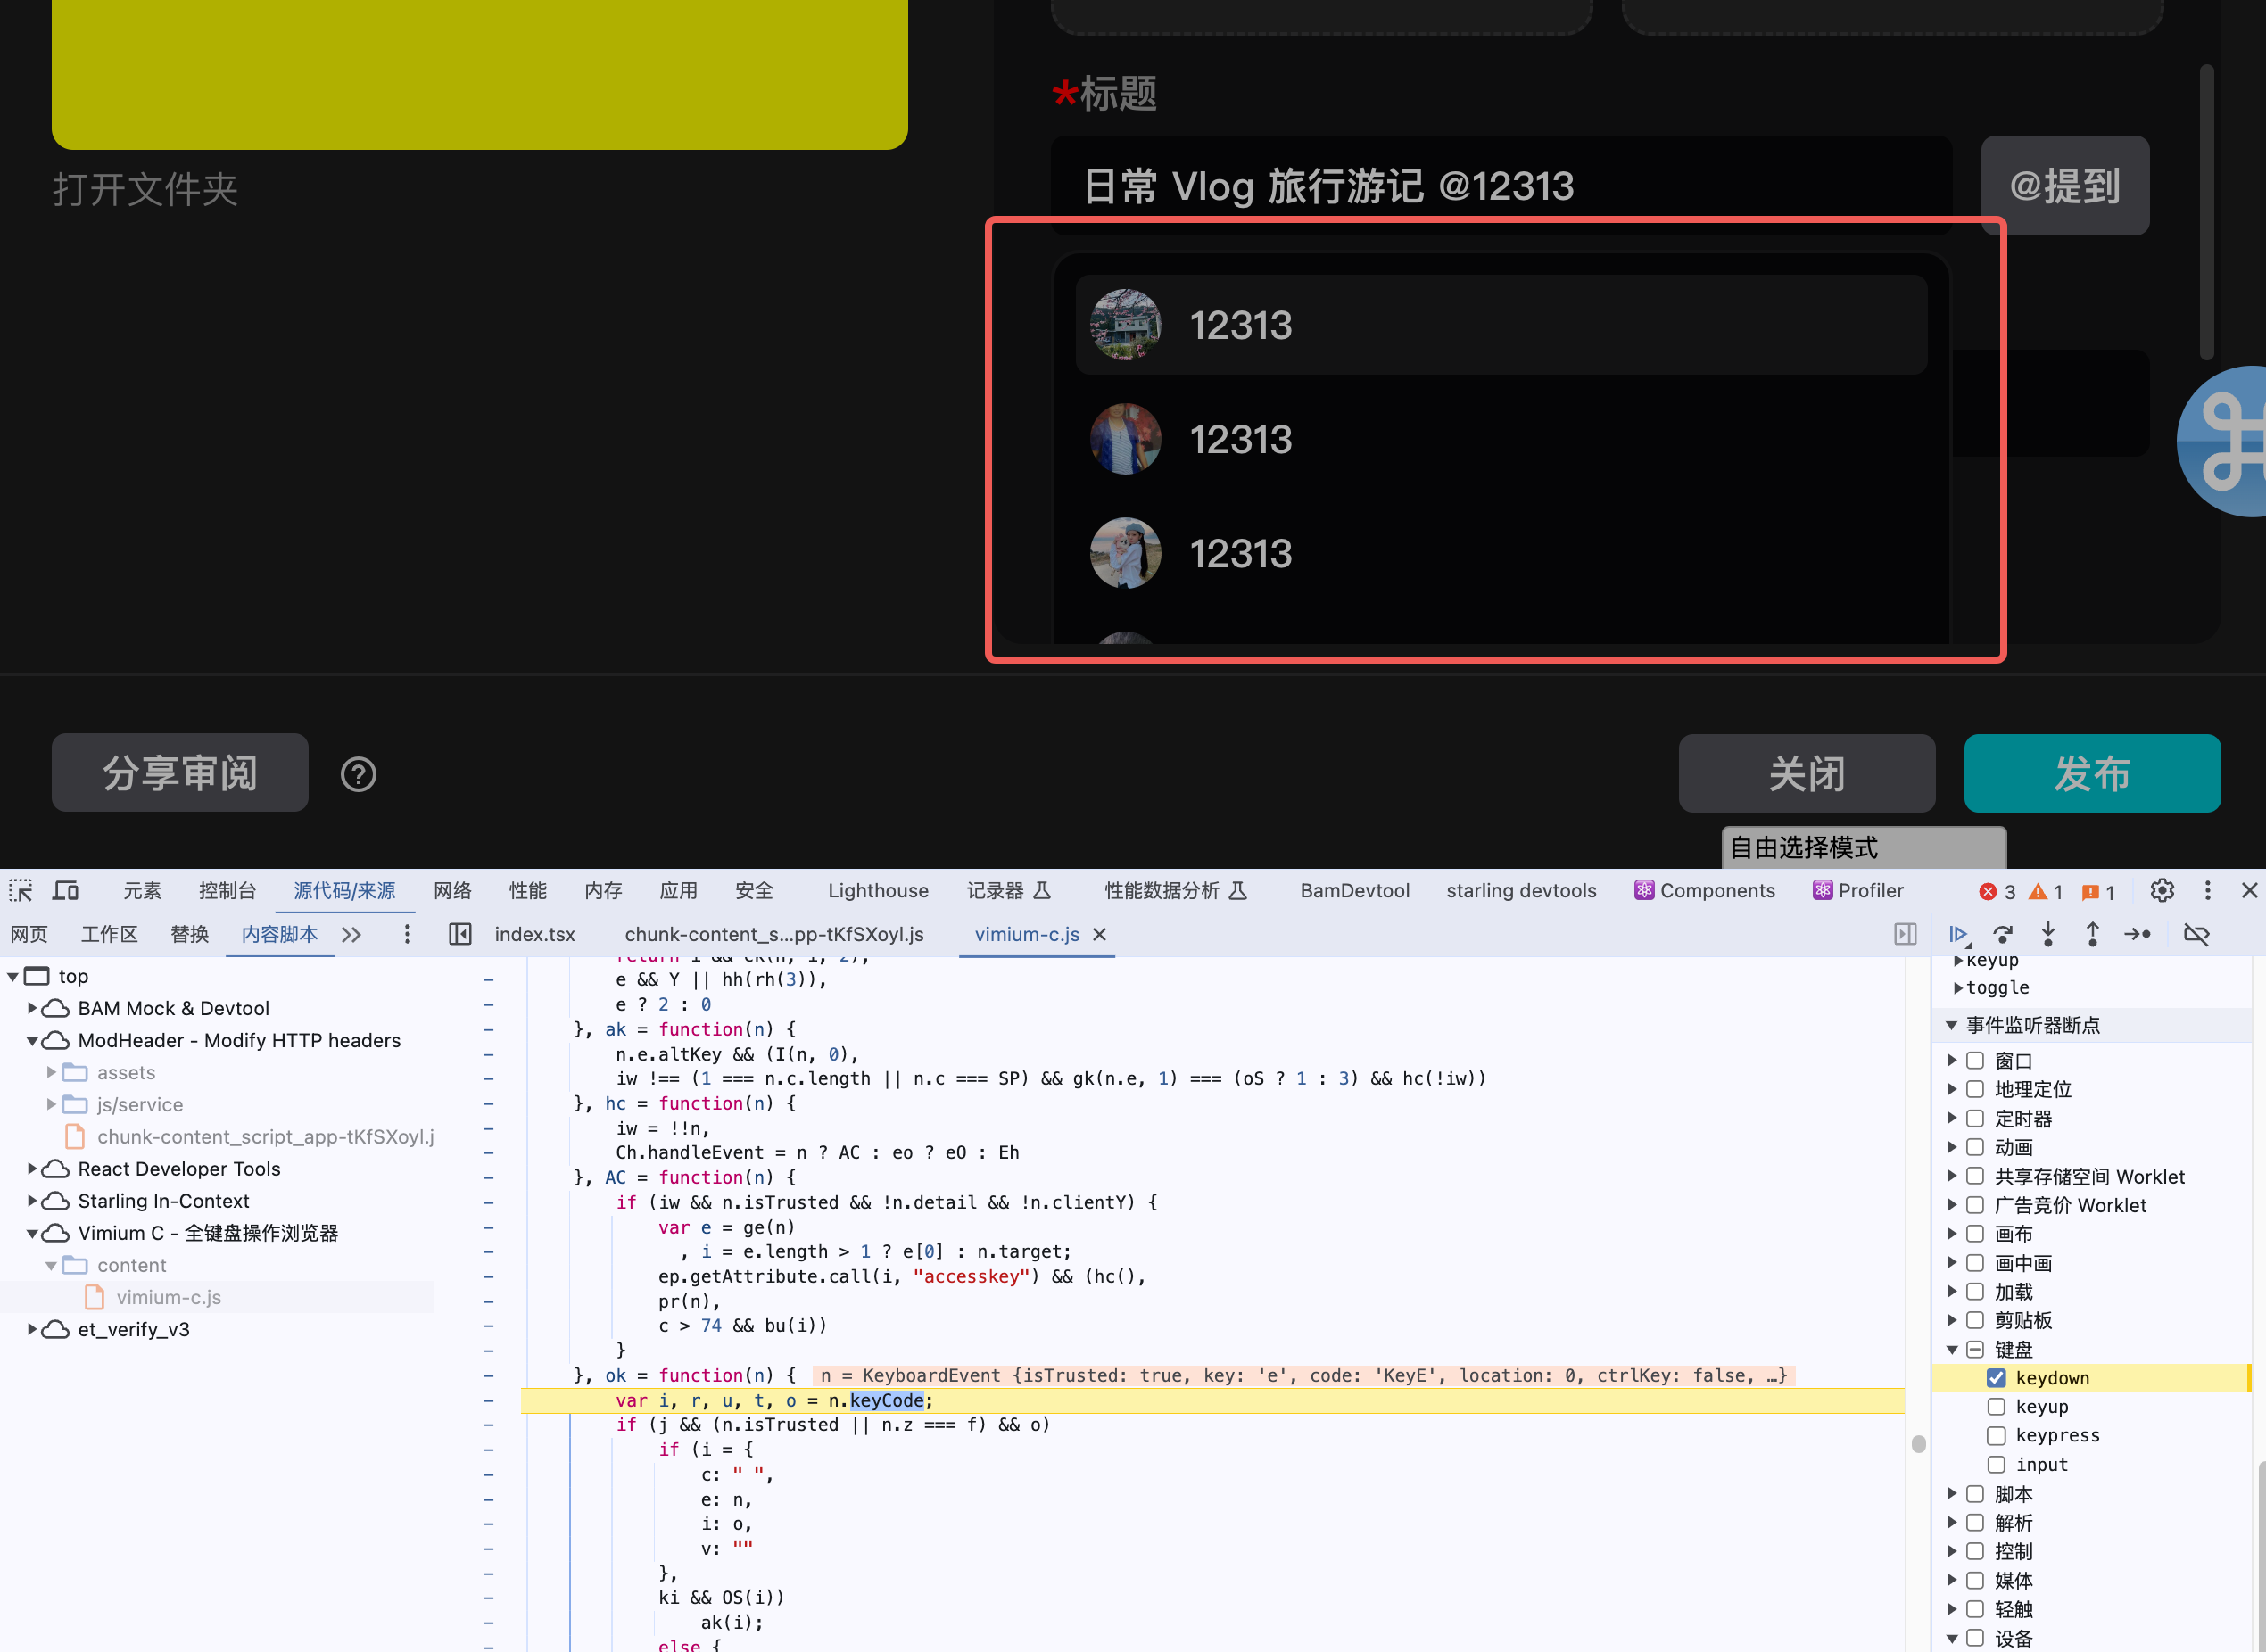 *标题
日常 Vlog 旅行游记 @12313
@提到
打开文件夹
12313
12313
12313
分享审阅
?
关闭
发布
自由选择模式
元素 控制台 源代码/来源 网络 性能 内存 应用 安全 Lighthouse 记录器 性能数据分析 BamDevtool starling devtools Components Profiler 3 1 1
网页 工作区 替换 内容脚本
index.tsx chunk-content_s...pp-tKfSXoyl.js vimium-c.js
top
BAM Mock & Devtool
ModHeader - Modify HTTP headers
assets
js/service
chunk-content_script_app-tKfSXoyl.j
React Developer Tools
Starling In-Context
Vimium C - 全键盘操作浏览器
content
vimium-c.js
et_verify_v3
e && Y || hh(rh(3)),
e ? 2 : 0
}, ak = function(n) {
n.e.altKey && (I(n, 0),
iw !== (1 === n.c.length || n.c === SP) && gk(n.e, 1) === (oS ? 1 : 3) && hc(!iw))
}, hc = function(n) {
iw = !!n,
Ch.handleEvent = n ? AC : eo ? eO : Eh
}, AC = function(n) {
if (iw && n.isTrusted && !n.detail && !n.clientY) {
var e = ge(n)
, i = e.length > 1 ? e[0] : n.target;
ep.getAttribute.call(i, "accesskey") && (hc(),
pr(n),
c > 74 && bu(i))
}
}, ok = function(n) { n = KeyboardEvent {isTrusted: true, key: 'e', code: 'KeyE', location: 0, ctrlKey: false, …}
var i, r, u, t, o = n.keyCode;
if (j && (n.isTrusted || n.z === f) && o)
if (i = {
c: " ",
e: n,
i: o,
v: ""
},
ki && OS(i))
ak(i);
else {
keyup
toggle
事件监听器断点
窗口
地理定位
定时器
动画
共享存储空间 Worklet
广告竞价 Worklet
画布
画中画
加载
剪贴板
键盘
keydown
keyup
keypress
input
脚本
解析
控制
媒体
轻触
设备